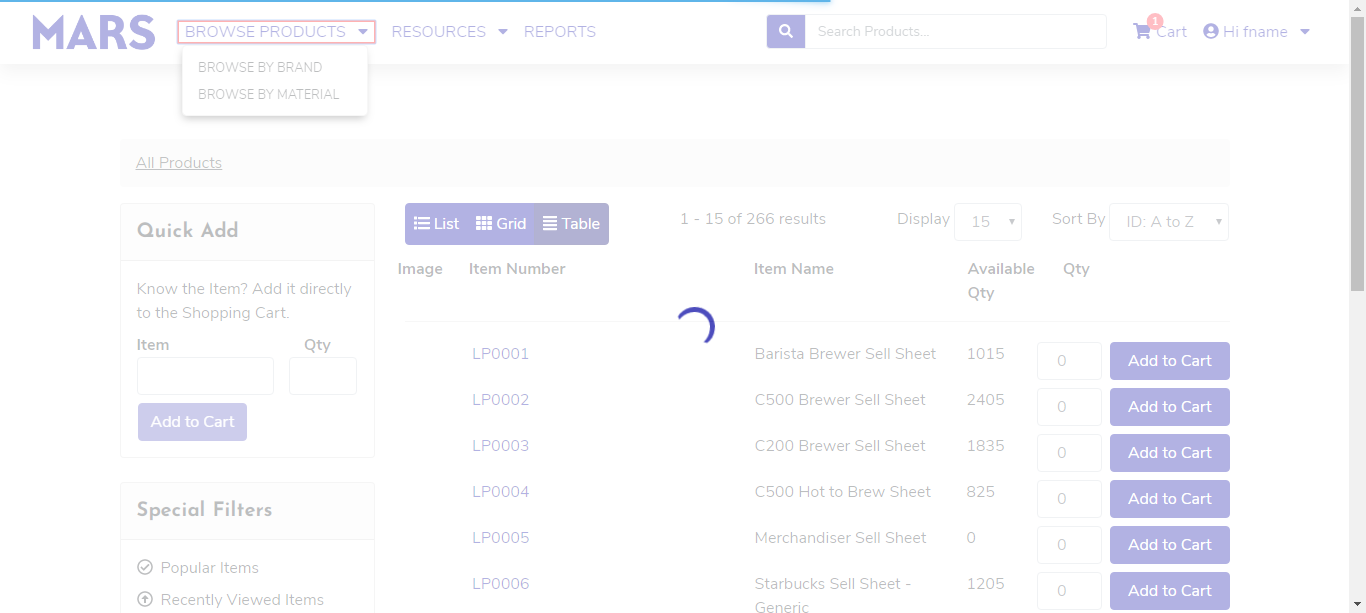 MARS
BROWSE PRODUCTS
RESOURCES
REPORTS
Search Products...
1
Cart
Hi fname
BROWSE BY BRAND
BROWSE BY MATERIAL
All Products
Quick Add
Know the Item? Add it directly
to the Shopping Cart.
Item Qty
Add to Cart
Special Filters
Popular Items
Recently Viewed Items
List Grid Table
1 - 15 of 266 results
Display 15
Sort By ID: A to Z
Image Item Number Item Name Available Qty
Qty
LP0001 Barista Brewer Sell Sheet 1015 0 Add to Cart
LP0002 C500 Brewer Sell Sheet 2405 0 Add to Cart
LP0003 C200 Brewer Sell Sheet 1835 0 Add to Cart
LP0004 C500 Hot to Brew Sheet 825 0 Add to Cart
LP0005 Merchandiser Sell Sheet 0 0 Add to Cart
LP0006 Starbucks Sell Sheet - 1205 0 Add to Cart
Generic